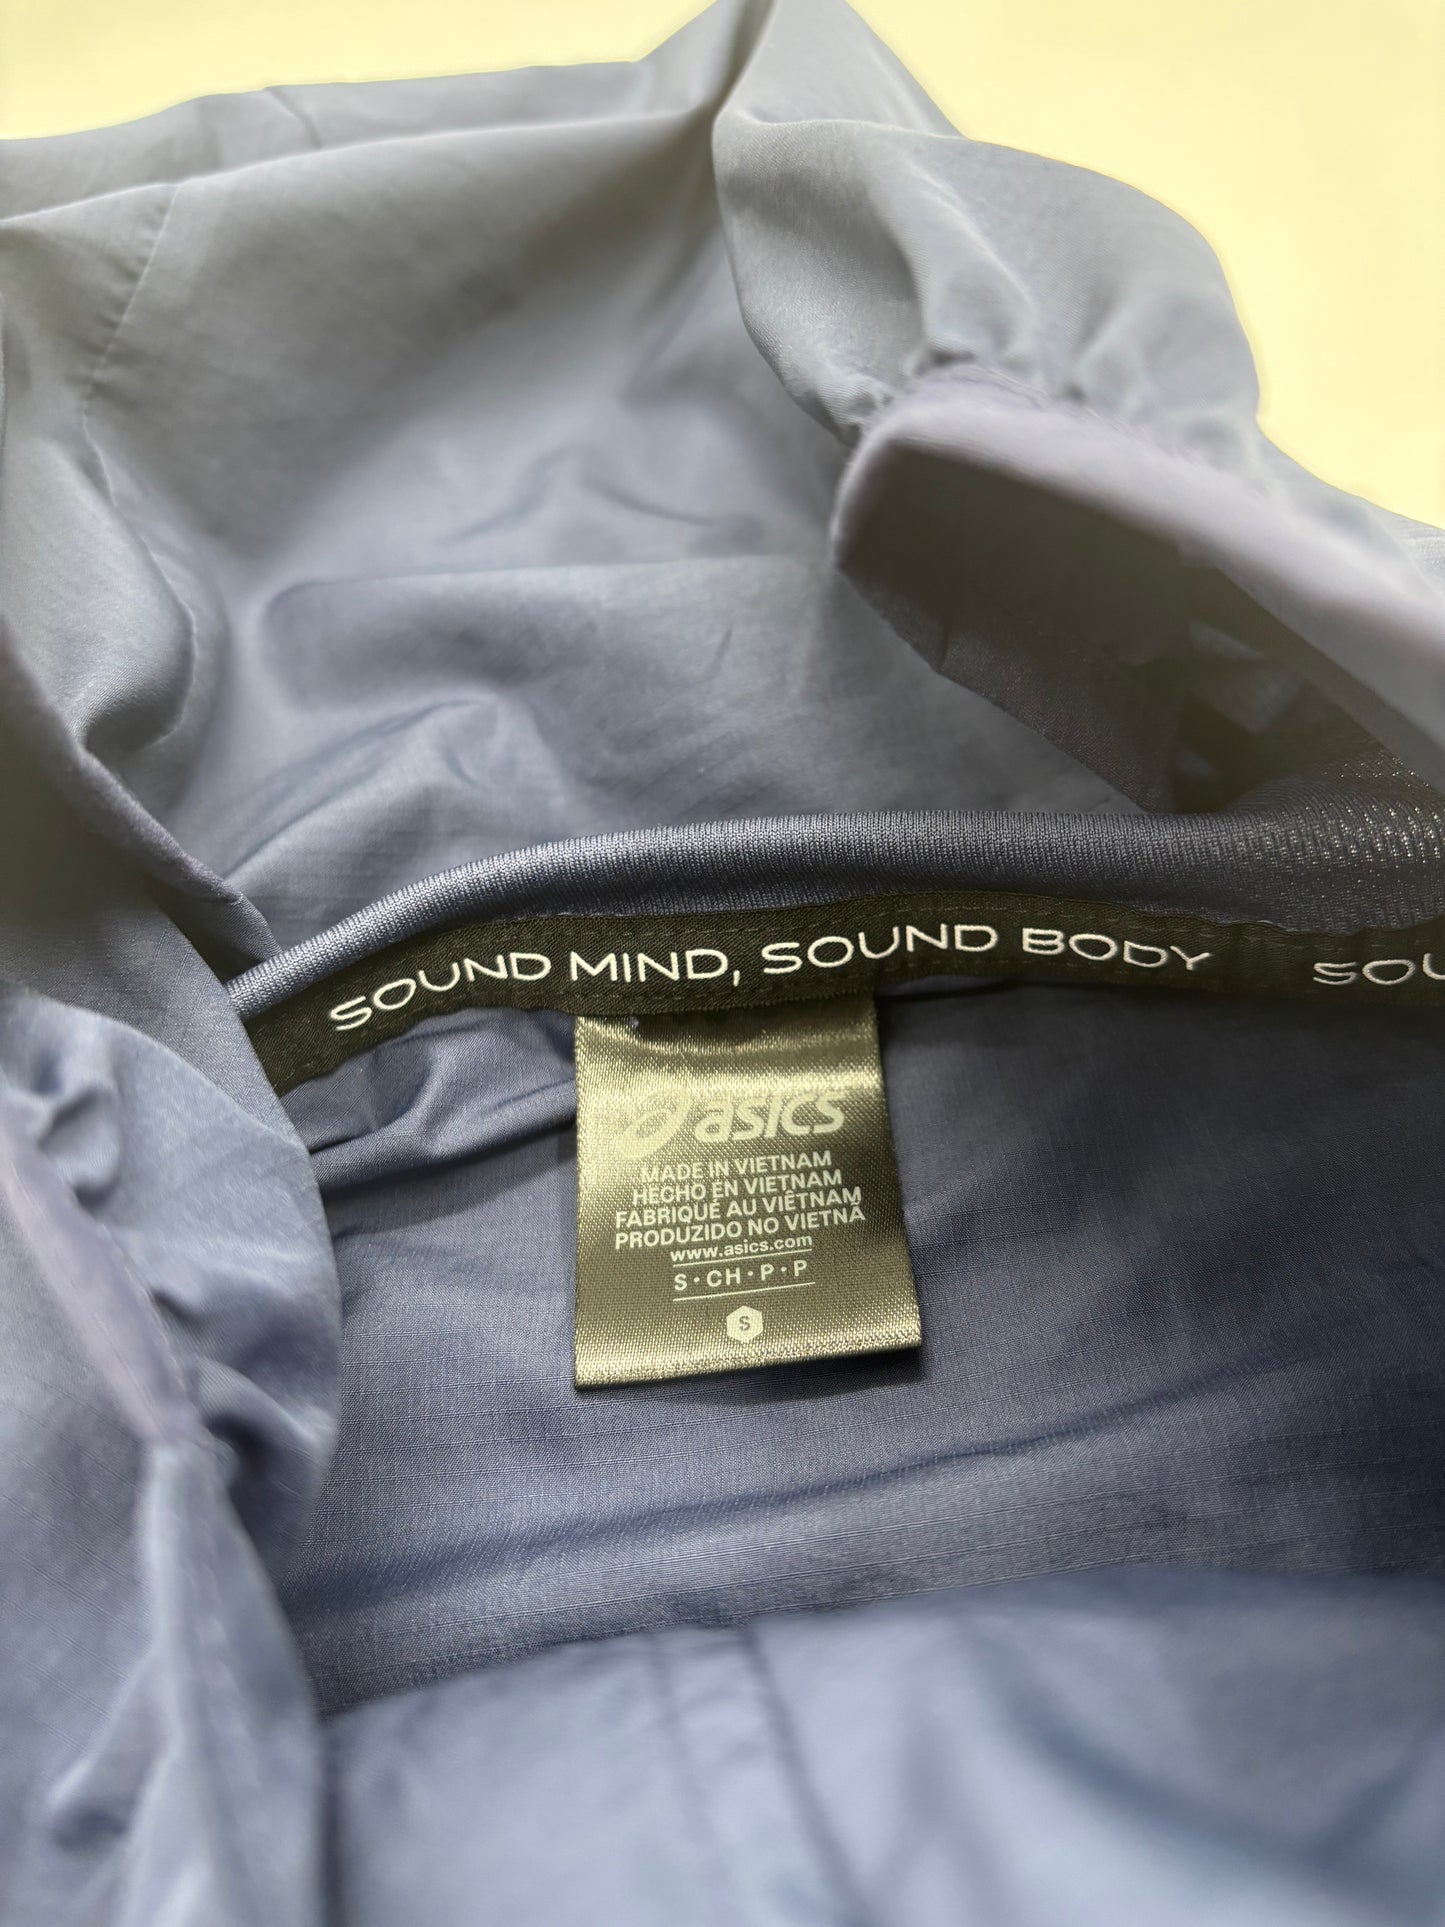 SOUND MIND, SOUND BODY SOU
asics
MADE IN VIETNAM
HECHO EN VIETNAM
FABRIQUÉ AU VIÊTNAM
PRODUZIDO NO VIETNÃ
www.asics.com
S·CH·P·P
S